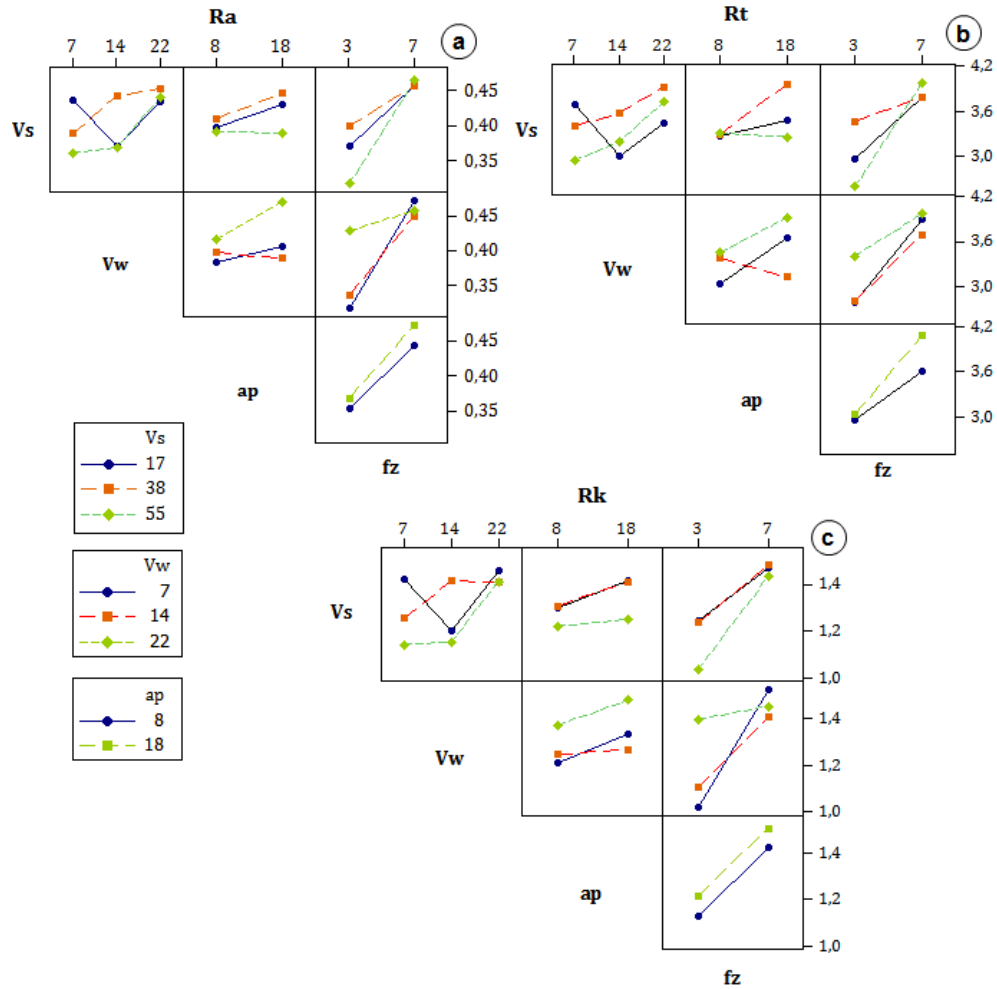 Ra
7 14 22 8 18 3 7
a
Vs
0,45
0,40
0,35
Vw
0,45
0,40
0,35
ap
0,45
0,40
0,35
fz
Rt
7 14 22 8 18 3 7
b
Vs
4,2
3,6
3,0
Vw
4,2
3,6
3,0
ap
4,2
3,6
3,0
fz
Vs
17
38
55
Vw
7
14
22
ap
8
18
Rk
7 14 22 8 18 3 7
c
Vs
1,4
1,2
1,0
Vw
1,4
1,2
1,0
ap
1,4
1,2
1,0
fz